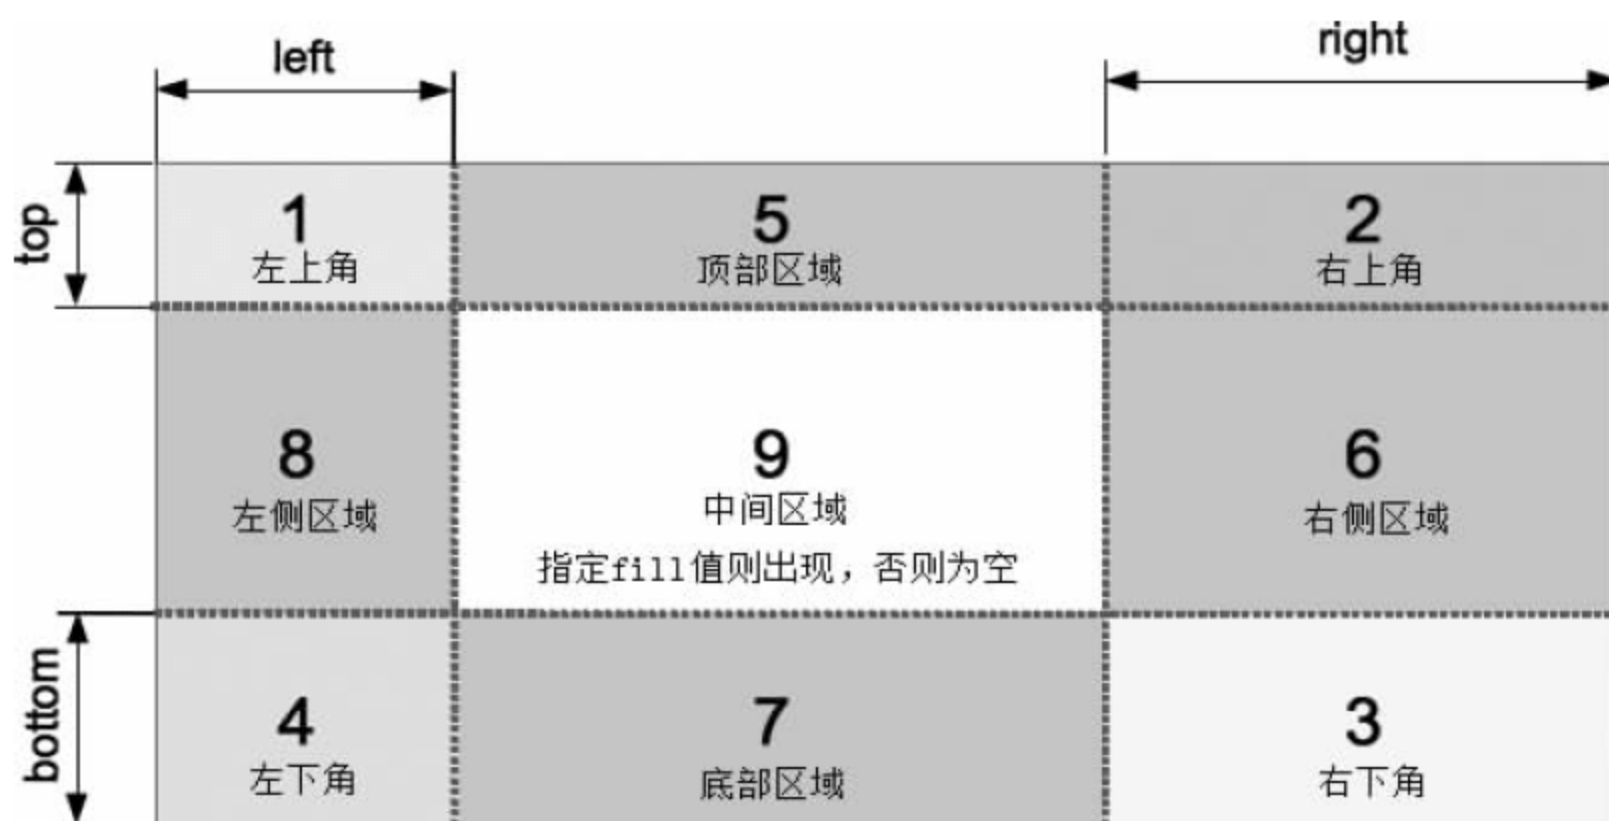 left
right
top
1
左上角
5
顶部区域
2
右上角
8
左侧区域
9
中间区域
指定fill值则出现，否则为空
6
右侧区域
bottom
4
左下角
7
底部区域
3
右下角